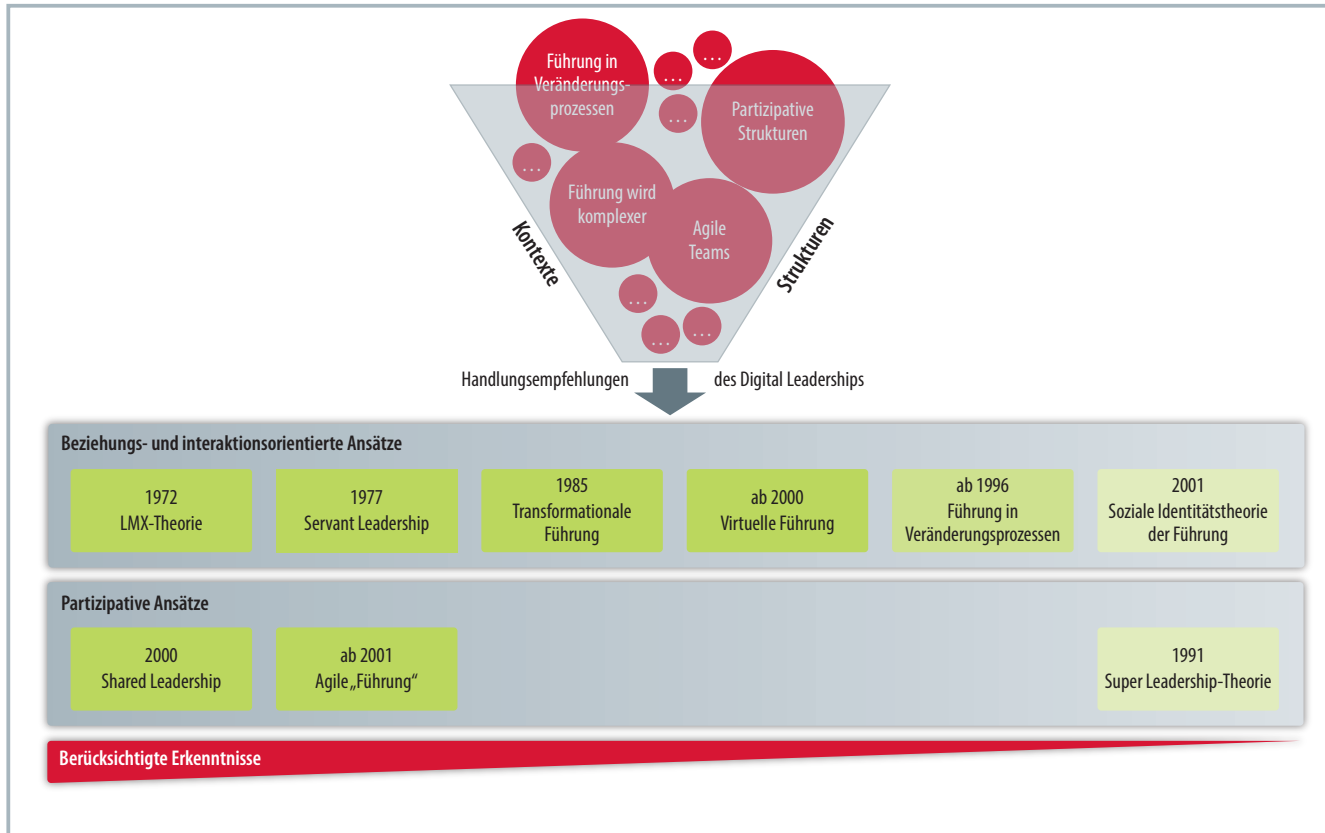 Führung in
Veränderungs-
prozessen
...
...
...
Partizipative
Strukturen
...
Führung wird
komplexer
Agile
Teams
Kontexte
Strukturen
...
...
...
Handlungsempfehlungen
des Digital Leaderships
Beziehungs- und interaktionsorientierte Ansätze
1972
LMX-Theorie
1977
Servant Leadership
1985
Transformationale
Führung
ab 2000
Virtuelle Führung
ab 1996
Führung in
Veränderungsprozessen
2001
Soziale Identitätstheorie
der Führung
Partizipative Ansätze
2000
Shared Leadership
ab 2001
Agile „Führung“
1991
Super Leadership-Theorie
Berücksichtigte Erkenntnisse